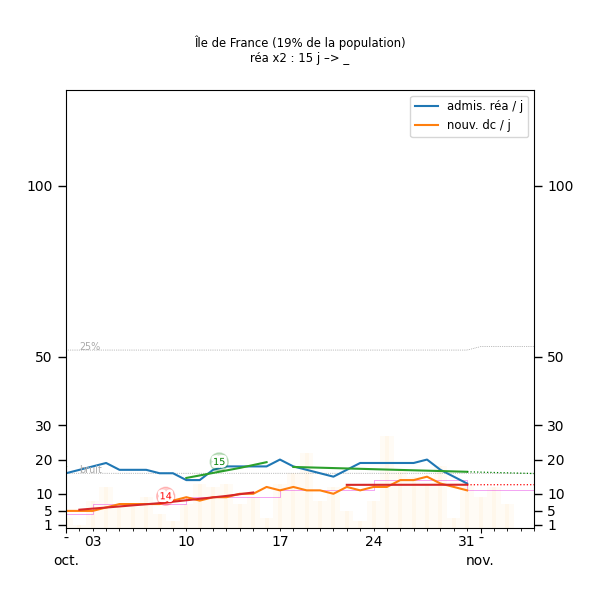 Île de France (19% de la population)
réa x2 : 15 j –> _
admis. réa / j
nouv. dc / j
100 100
25%
50 50
30 30
20 20
bruit
15
14
10 10
5 5
1 1
- 03 10 17 24 31 -
oct. nov.